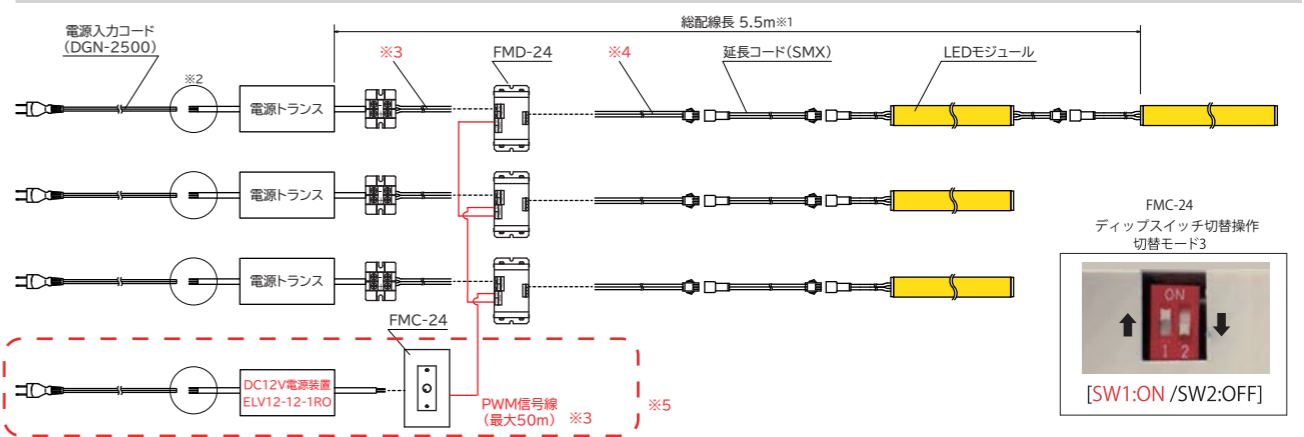 総配線長 5.5m※1
電源入力コード
(DGN-2500)
※3
FMD-24
※4
延長コード(SMX)
LEDモジュール
※2
電源トランス
電源トランス
電源トランス
FMC-24
ディップスイッチ切替操作
切替モード3
ON
1 2
[SW1:ON /SW2:OFF]
FMC-24
DC12V電源装置
ELV12-12-1RO
PWM信号線
(最大50m) ※3
※5